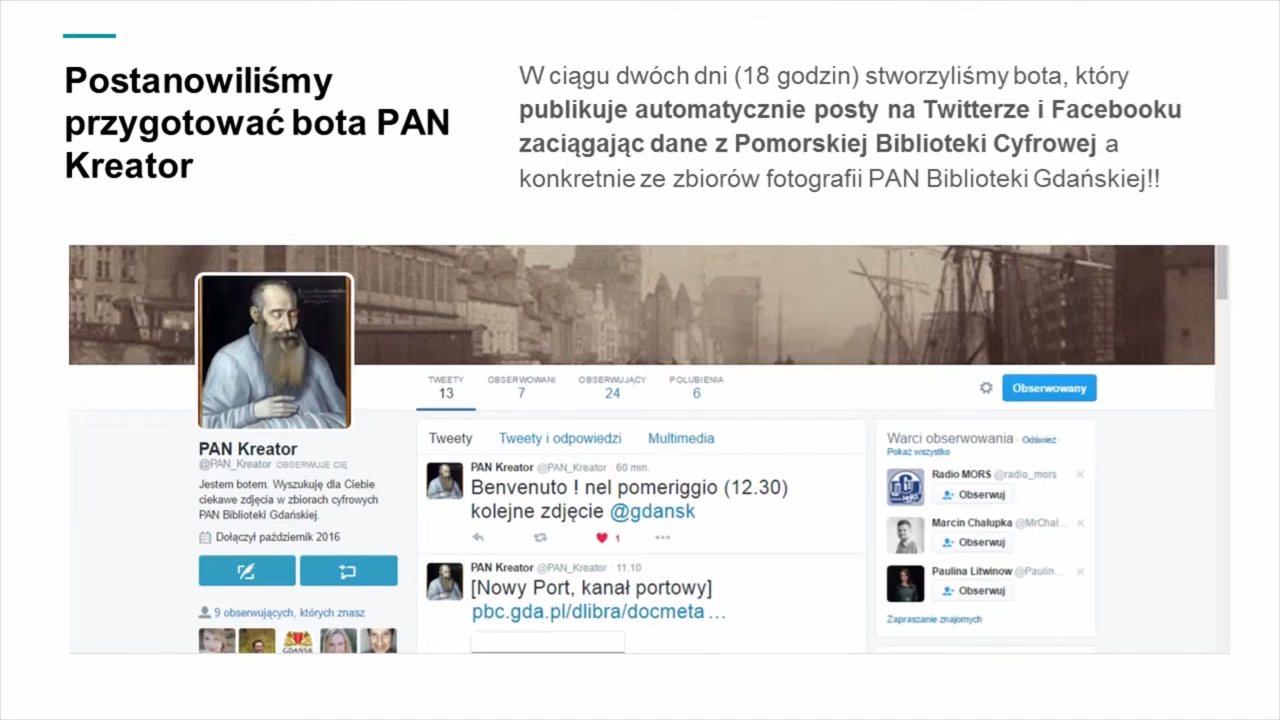 Postanowiliśmy
przygotować bota PAN
Kreator
W ciągu dwóch dni (18 godzin) stworzyliśmy bota, który
publikuje automatycznie posty na Twitterze i Facebooku
zaciągając dane z Pomorskiej Biblioteki Cyfrowej a
konkretnie ze zbiorów fotografii PAN Biblioteki Gdańskiej!!
TWEETY
13
OBSERWOWANI
7
OBSERWUJĄCY
24
POLUBIENIA
6
Obserwowany
PAN Kreator
@PAN_Kreator OBSERWUJE CIĘ
Jestem botem. Wyszukuję dla Ciebie
ciekawe zdjęcia w zbiorach cyfrowych
PAN Biblioteki Gdańskiej.
Dołączył październik 2016
9 obserwujących, których znasz
GDAŃSK
Tweety Tweety i odpowiedzi Multimedia
PAN Kreator @PAN_Kreator · 60 min.
Benvenuto ! nel pomeriggio (12.30)
kolejne zdjęcie @gdansk
1
PAN Kreator @PAN_Kreator · 11.10
[Nowy Port, kanał portowy]
pbc.gda.pl/dlibra/docmeta…
Warci obserwowania · Odśwież ·
Pokaż wszystko
Radio MORS @radio_mors
Obserwuj
Marcin Chałupka @MrChal...
Obserwuj
Paulina Litwinow @Paulin...
Obserwuj
Zapraszanie znajomych